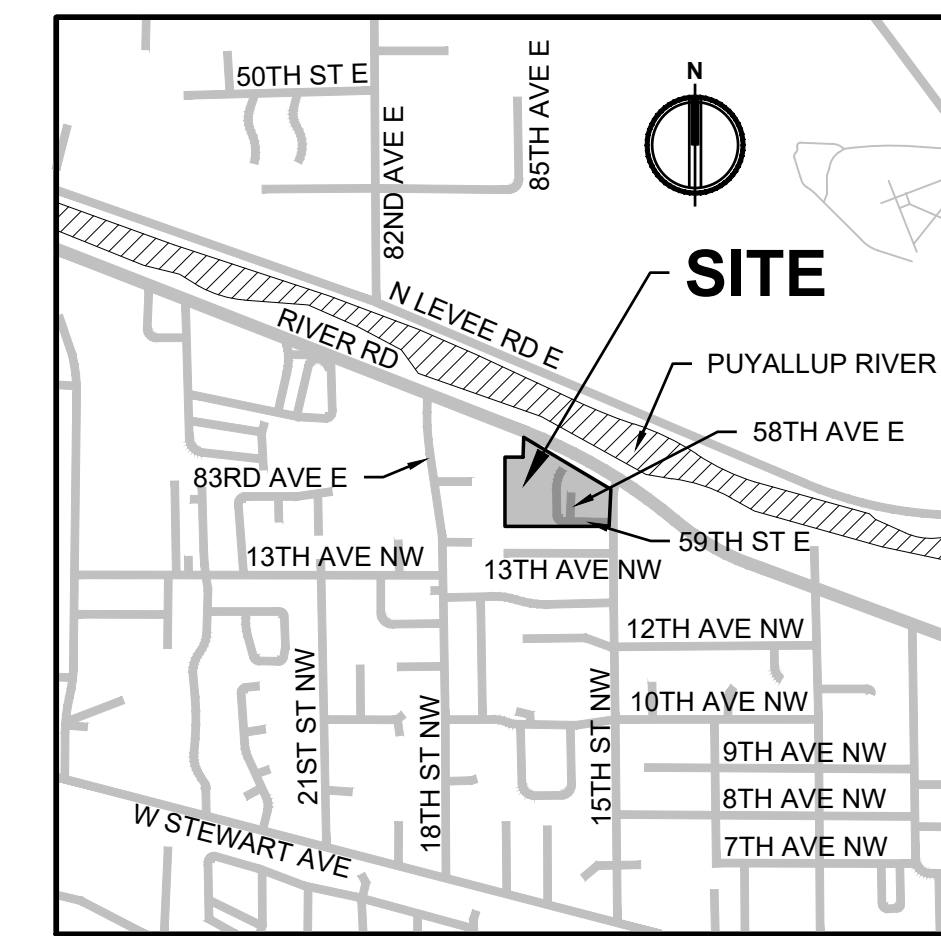 50TH ST E
82ND AVE E
85TH AVE E
N
SITE
N LEVEE RD E
RIVER RD
PUYALLUP RIVER
58TH AVE E
83RD AVE E
59TH ST E
13TH AVE NW
13TH AVE NW
12TH AVE NW
21ST ST NW
18TH ST NW
15TH ST NW
10TH AVE NW
9TH AVE NW
8TH AVE NW
7TH AVE NW
W STEWART AVE